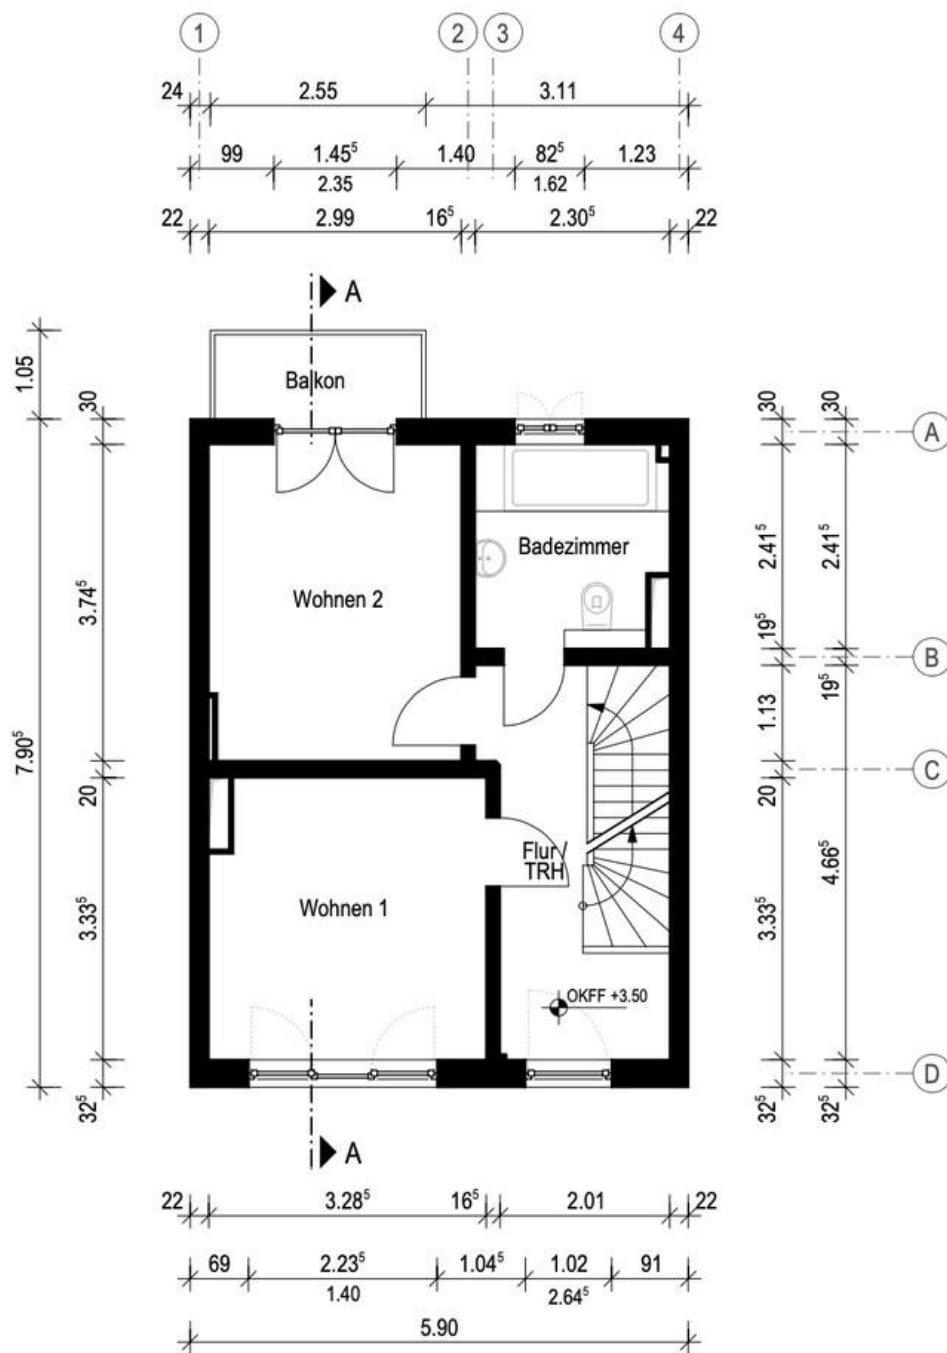 1 2 3 4
24 2.55 3.11
99 1.45⁵ 1.40 82⁵ 1.23
2.35 1.62
22 2.99 16⁵ 2.30⁵ 22
A
1.05
Balkon
30 30 30
A
3.74⁵
2.41⁵ 2.41⁵
Badezimmer
Wohnen 2
19⁵
B
19⁵
1.13
7.90⁵
C
20 20
Flur /
TRH
4.66⁵
Wohnen 1
3.33⁵ 3.33⁵
OKFF +3.50
D
32⁵ 32⁵ 32⁵
A
22 3.28⁵ 16⁵ 2.01 22
69 2.23⁵ 1.04⁵ 1.02 91
1.40 2.64⁵
5.90